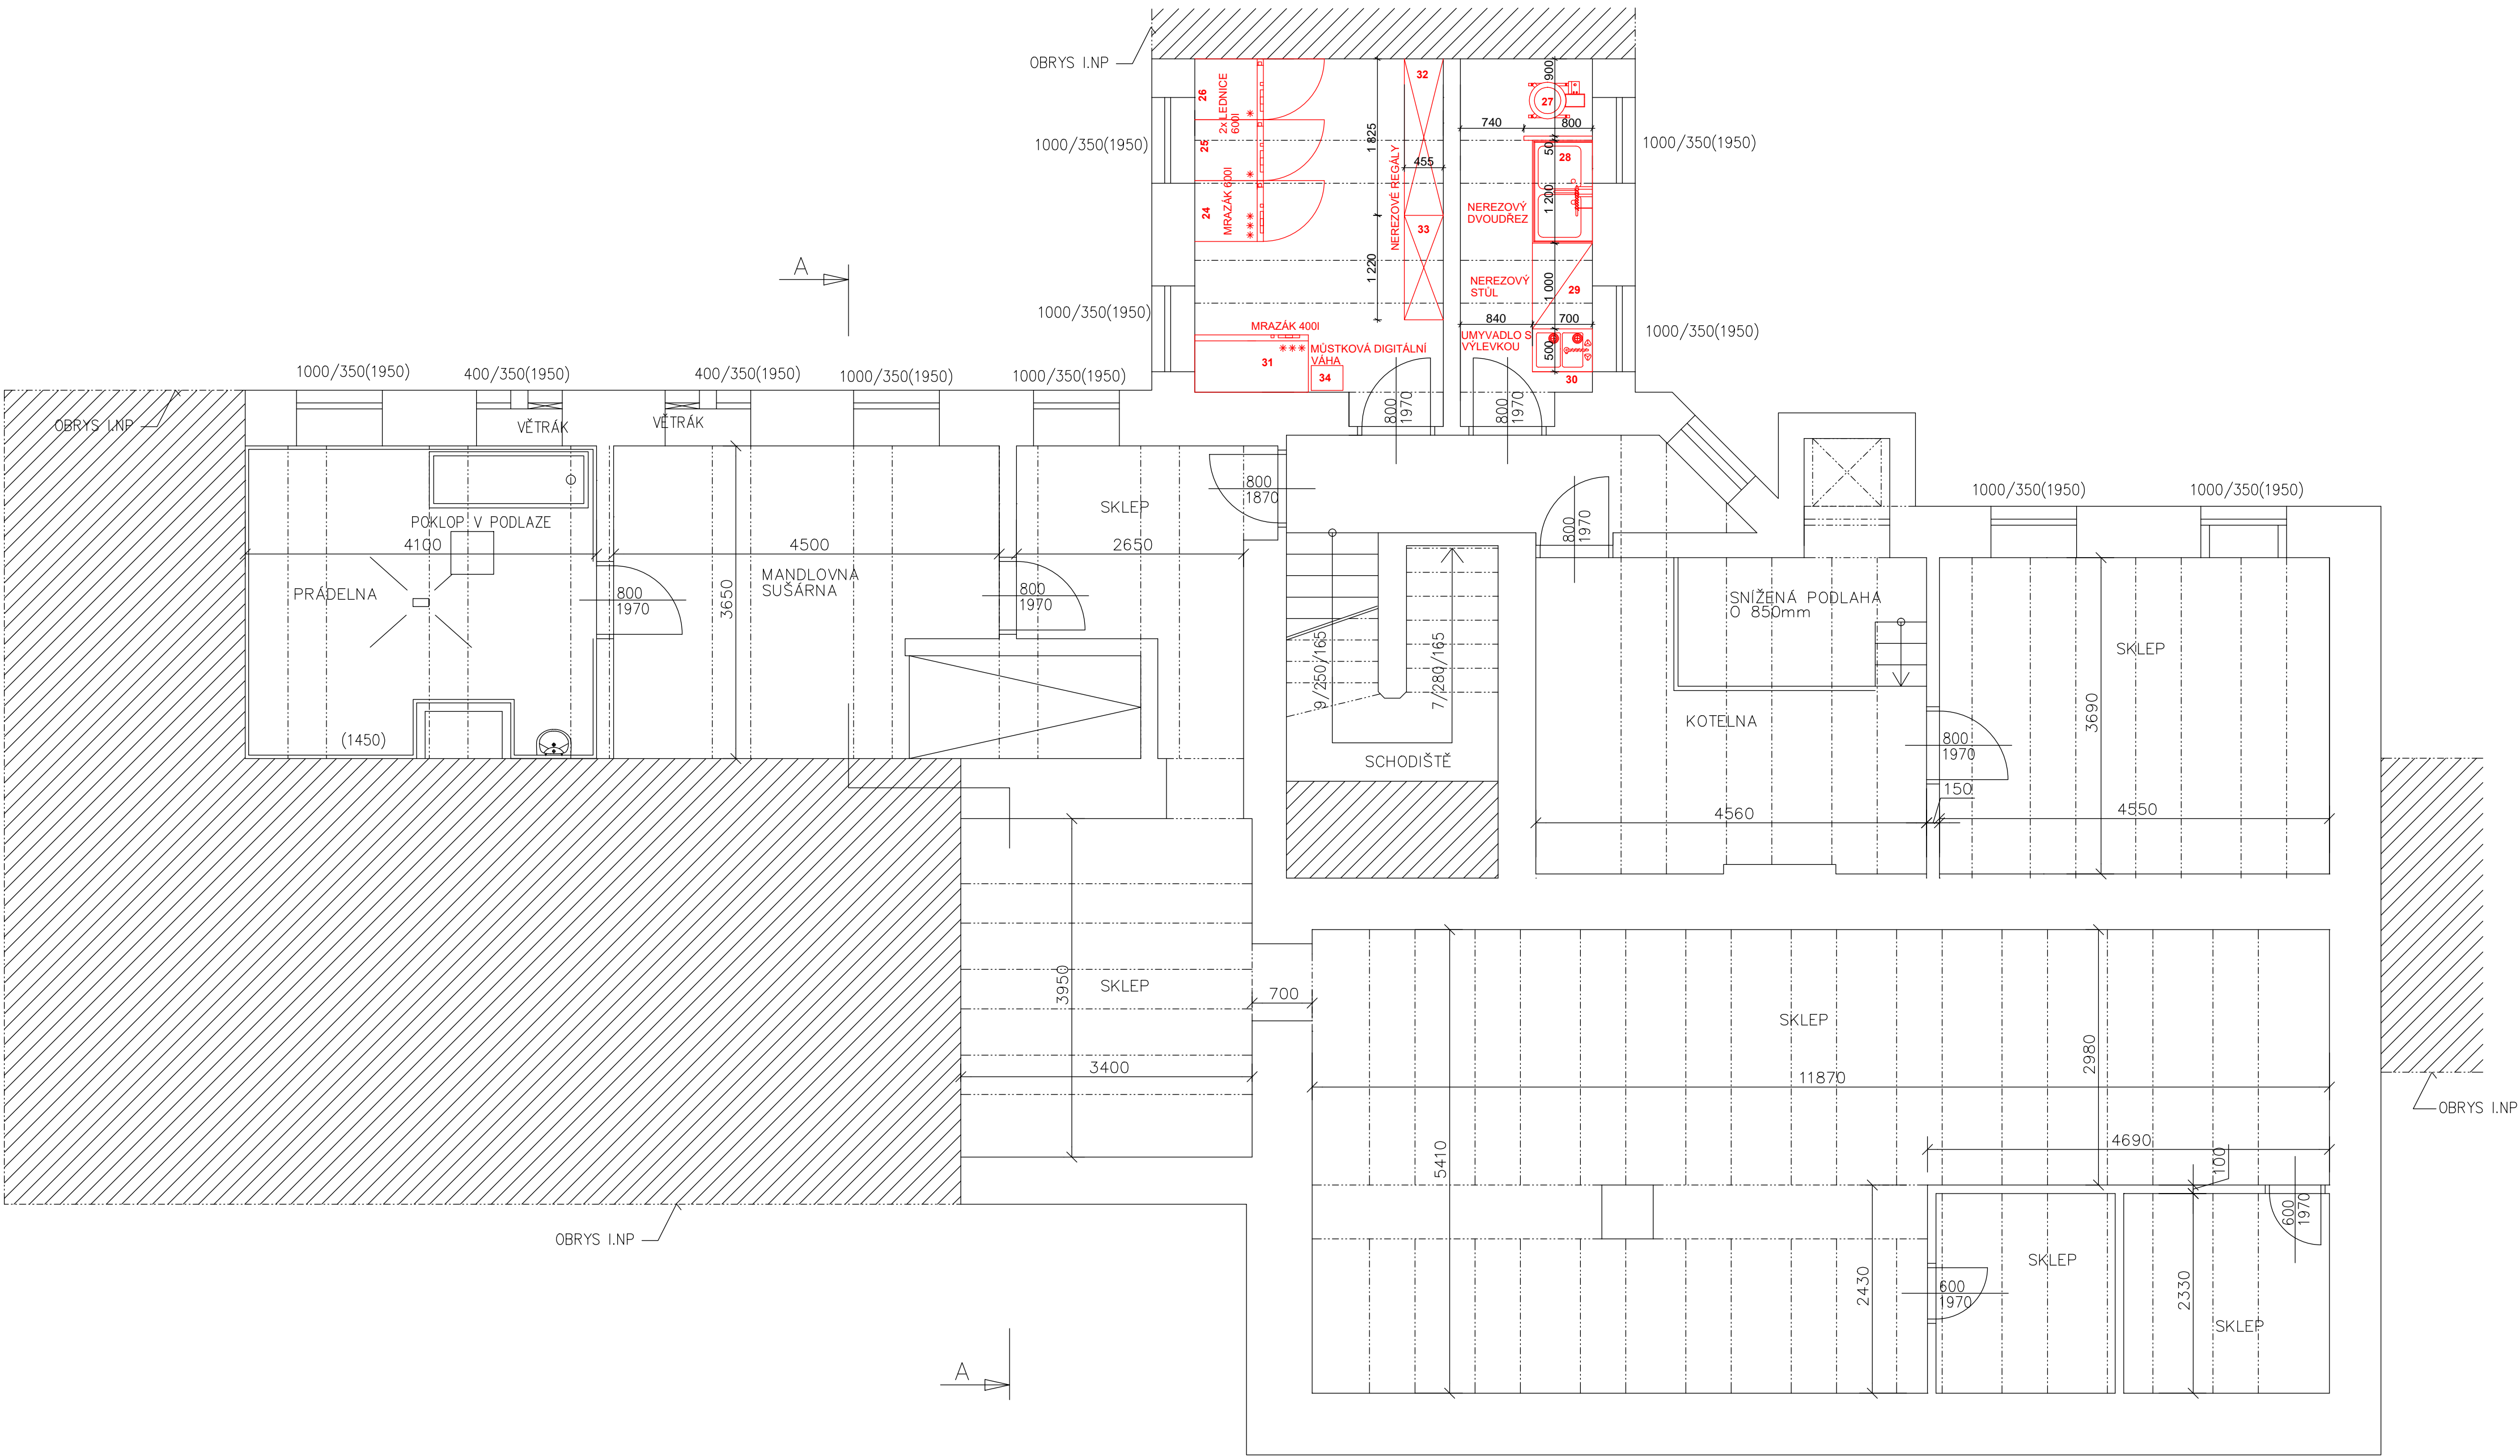 OBRYS I.NP
32
900
26
2x LEDNICE
600l
27
740
800
1000/350(1950)
1 825
25
50
28
1000/350(1950)
NEREZOVÉ REGÁLY
455
MRAZÁK 600l
24
1 200
NEREZOVÝ
DVOUDŘEZ
33
A
1 220
NEREZOVÝ
STŮL
1 000
29
1000/350(1950)
840
700
MRAZÁK 400l
UMYVADLO S
VÝLEVKOU
1000/350(1950)
MŮSTKOVÁ DIGITÁLNÍ
VÁHA
500
31
34
30
1000/350(1950)
400/350(1950)
400/350(1950)
1000/350(1950)
1000/350(1950)
800
1970
800
1970
OBRYS I.NP
VĚTRÁK
VĚTRÁK
800
1870
SKLEP
1000/350(1950)
1000/350(1950)
POKLOP V PODLAZE
800
1970
4100
4500
2650
MANDLOVNA
SUŠÁRNA
PRÁDELNA
3650
800
1970
800
1970
SNÍŽENÁ PODLAHA
O 850mm
9/250/165
7/280/165
SKLEP
3690
KOTELNA
(1450)
800
1970
SCHODIŠTĚ
150
4560
4550
3950
SKLEP
700
SKLEP
2980
3400
11870
OBRYS I.NP
5410
4690
100
600
1970
OBRYS I.NP
SKLEP
2430
600
1970
2330
SKLEP
A